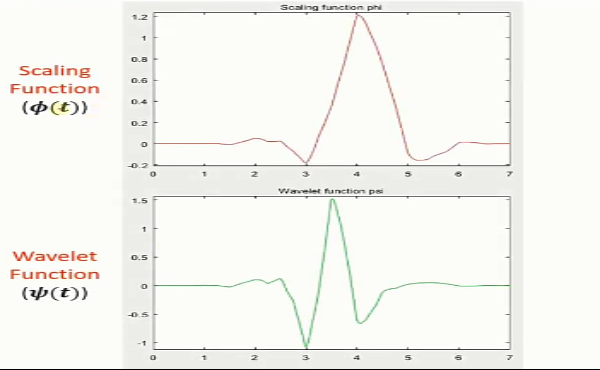 Scaling function phi
Scaling
Function
(ϕ(t))
1.2
1
0.8
0.6
0.4
0.2
0
-0.2
0 1 2 3 4 5 6 7
Wavelet function psi
Wavelet
Function
(ψ(t))
1.5
1
0.5
0
-0.5
-1
0 1 2 3 4 5 6 7